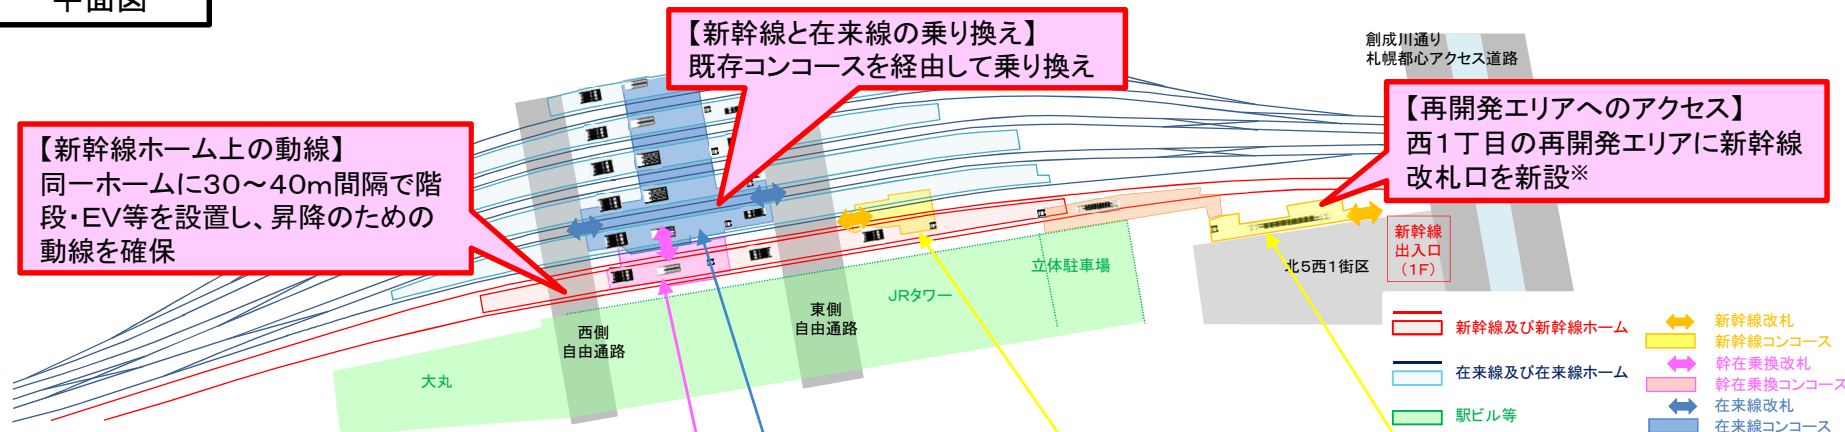 平面図
【新幹線と在来線の乗り換え】
既存コンコースを経由して乗り換え
創成川通り
札幌都心アクセス道路
【再開発エリアへのアクセス】
西1丁目の再開発エリアに新幹線
改札口を新設※
【新幹線ホーム上の動線】
同一ホームに30～40m間隔で階
段・EV等を設置し、昇降のための
動線を確保
新幹線
出入口
(1F)
北5西1街区
立体駐車場
JRタワー
東側
自由通路
西側
自由通路
大丸
新幹線及び新幹線ホーム
在来線及び在来線ホーム
駅ビル等
新幹線改札
新幹線コンコース
幹在乗換改札
幹在乗換コンコース
在来線改札
在来線コンコース